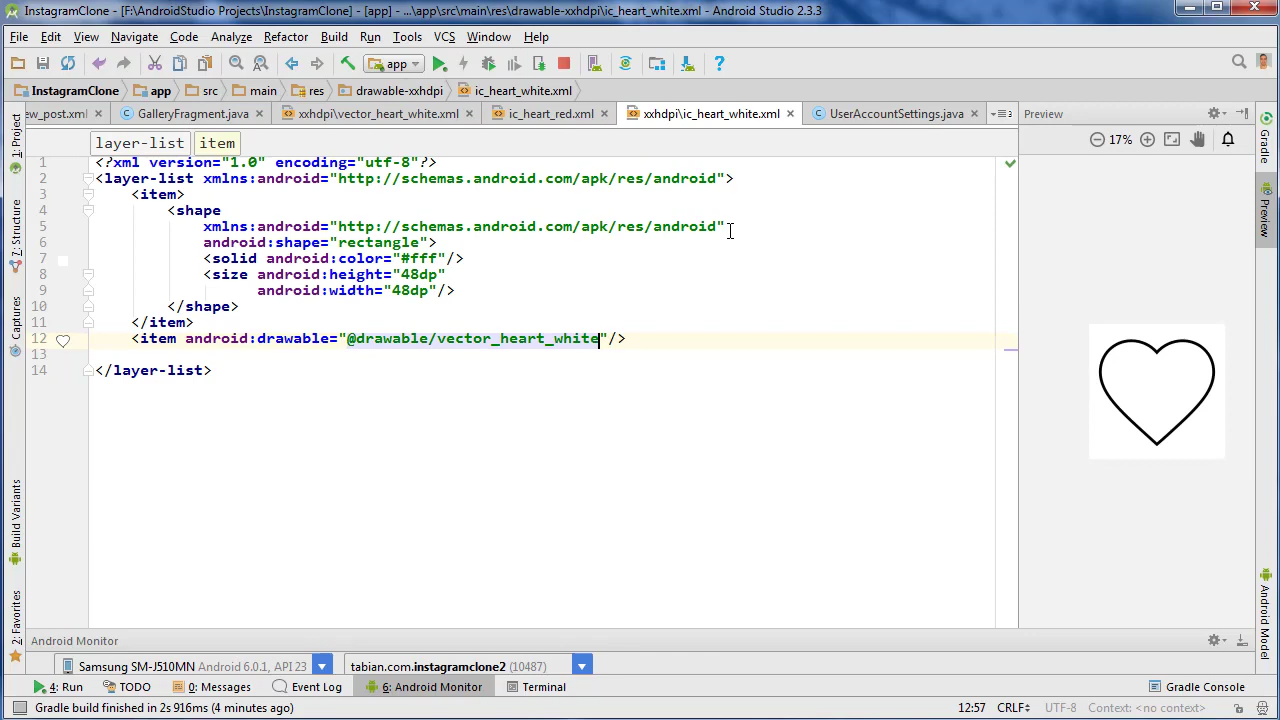 InstagramClone - [F:\AndroidStudio Projects\InstagramClone] - [app] - ...\app\src\main\res\drawable-xxhdpi\ic_heart_white.xml - Android Studio 2.3.3
File Edit View Navigate Code Analyze Refactor Build Run Tools VCS Window Help
app
InstagramClone app src main res drawable-xxhdpi ic_heart_white.xml
ew_post.xml GalleryFragment.java xxhdpi\vector_heart_white.xml ic_heart_red.xml xxhdpi\ic_heart_white.xml UserAccountSettings.java Preview
layer-list item
17%
1 <?xml version="1.0" encoding="utf-8"?>
2 <layer-list xmlns:android="http://schemas.android.com/apk/res/android">
3 <item>
4 <shape
5 xmlns:android="http://schemas.android.com/apk/res/android"
6 android:shape="rectangle">
7 <solid android:color="#fff"/>
8 <size android:height="48dp"
9 android:width="48dp"/>
10 </shape>
11 </item>
12 <item android:drawable="@drawable/vector_heart_white"/>
13
14 </layer-list>
1: Project
7: Structure
Captures
Build Variants
2: Favorites
Gradle
Preview
Android Model
Android Monitor
Samsung SM-J510MN Android 6.0.1, API 23 tabian.com.instagramclone2 (10487)
4: Run TODO 0: Messages Event Log 6: Android Monitor Terminal Gradle Console
Gradle build finished in 2s 916ms (4 minutes ago) 12:57 CRLF UTF-8 Context: <no context>